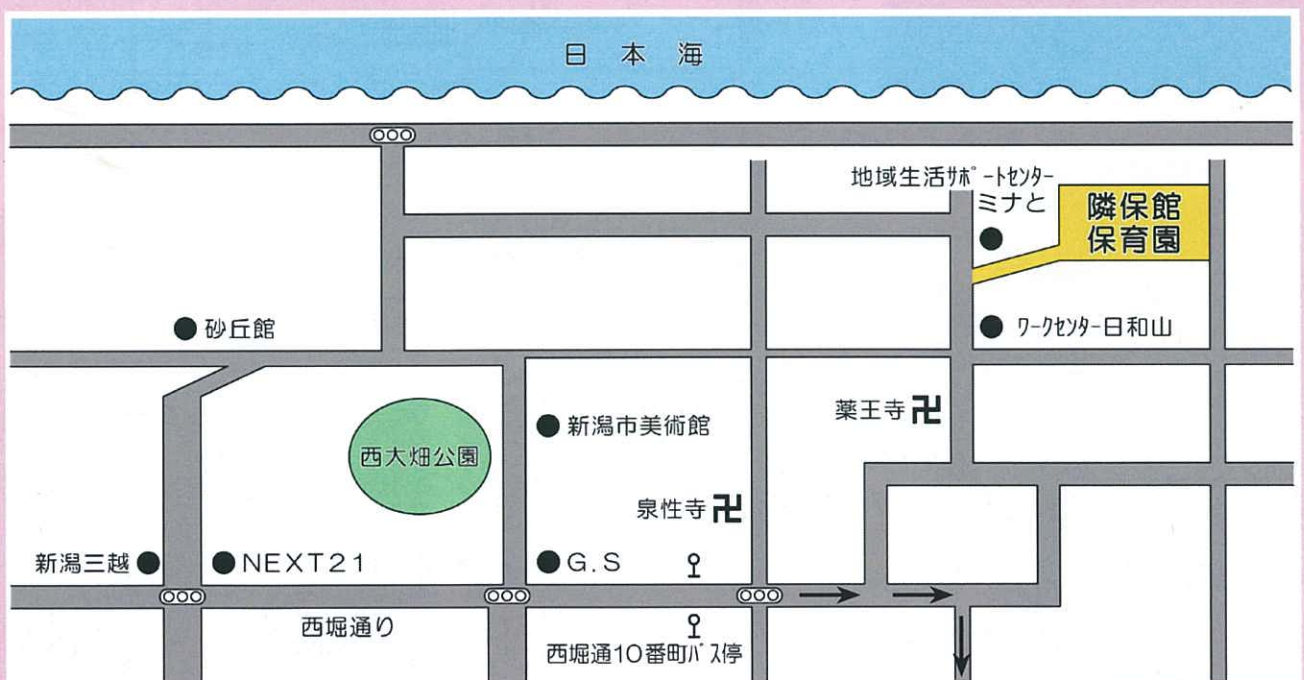 日本海
地域生活ｻﾎﾟｰﾄｾﾝﾀｰ
ミナと
隣保館
保育園
砂丘館
ﾜｰｸｾﾝﾀｰ日和山
薬王寺卍
新潟市美術館
西大畑公園
泉性寺卍
新潟三越
NEXT21
G.S
西堀通り
西堀通10番町ﾊﾞｽ停